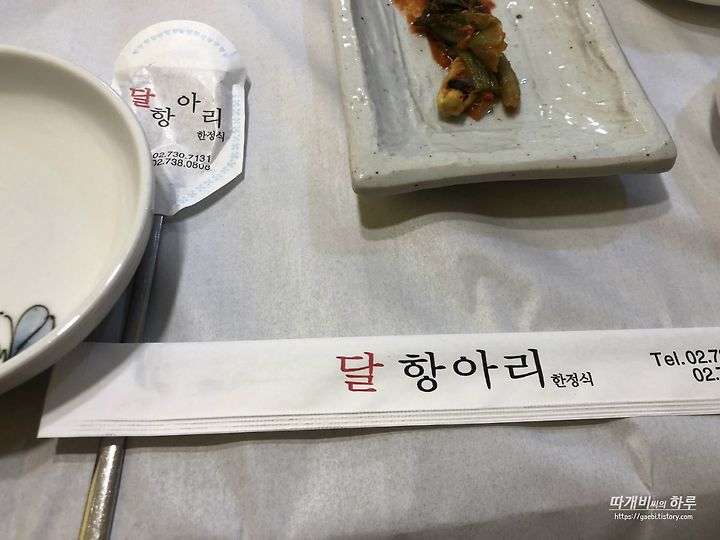 달항아리
한정식
02.730.7131
02.738.0808
달 항아리 한정식
Tel.02.7
02.7
따개비씨의 하루
https://gaebi.tistory.com